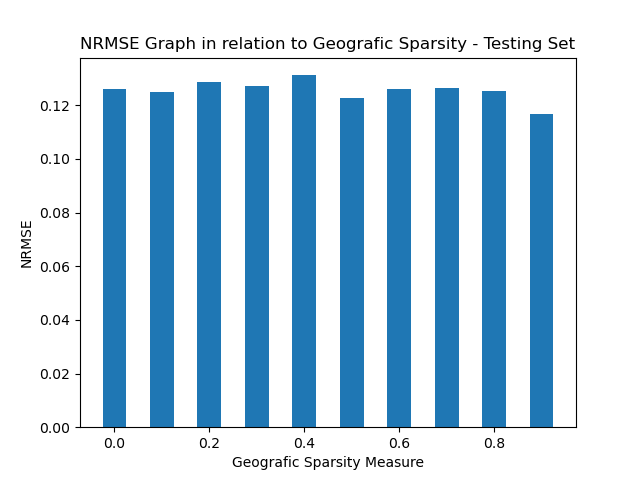 NRMSE Graph in relation to Geografic Sparsity - Testing Set
0.12
0.10
0.08
0.06
0.04
0.02
0.00
NRMSE
0.0 0.2 0.4 0.6 0.8
Geografic Sparsity Measure